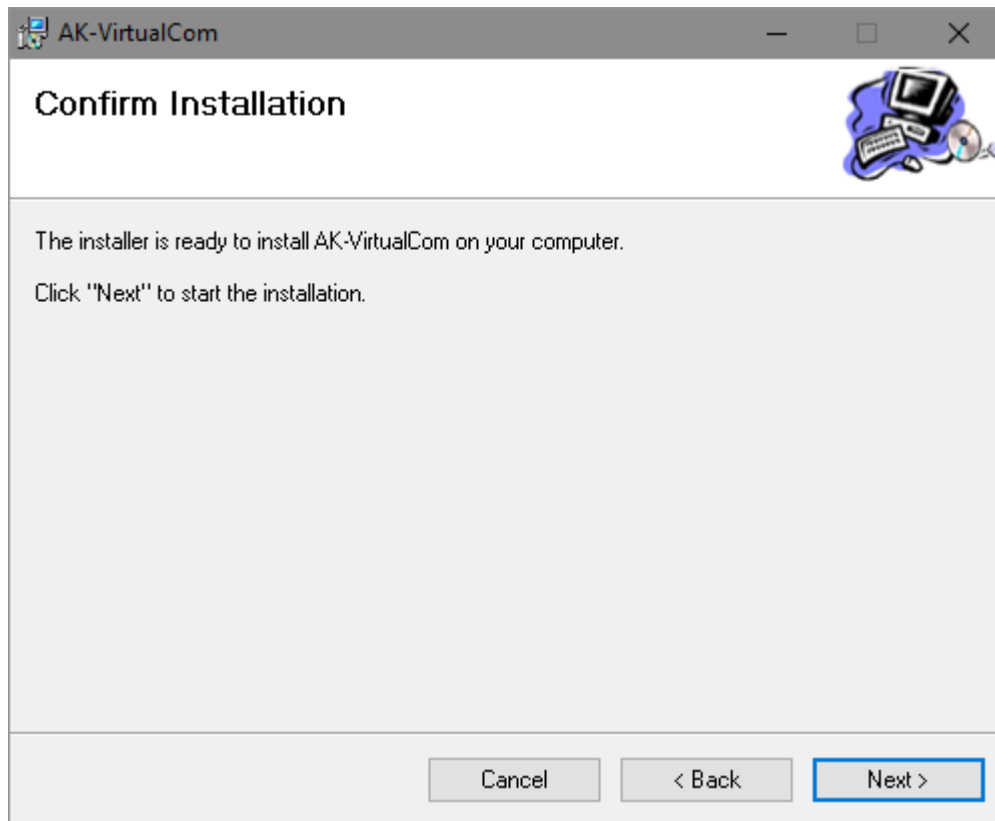 AK-VirtualCom
Confirm Installation
The installer is ready to install AK-VirtualCom on your computer.
Click "Next" to start the installation.
Cancel
< Back
Next >